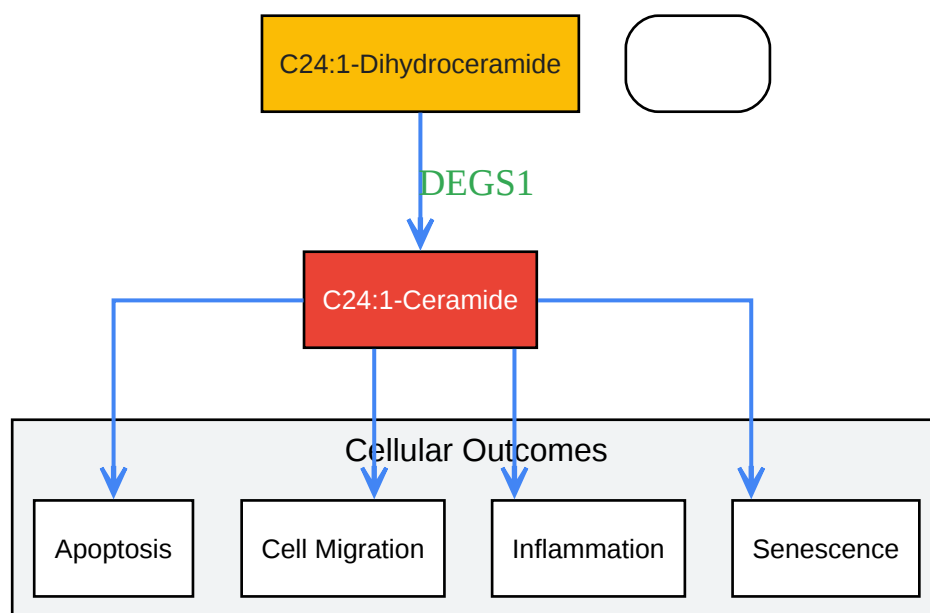 C24:1-Dihydroceramide
DEGS1
C24:1-Ceramide
Cellular Outcomes
Apoptosis
Cell Migration
Inflammation
Senescence